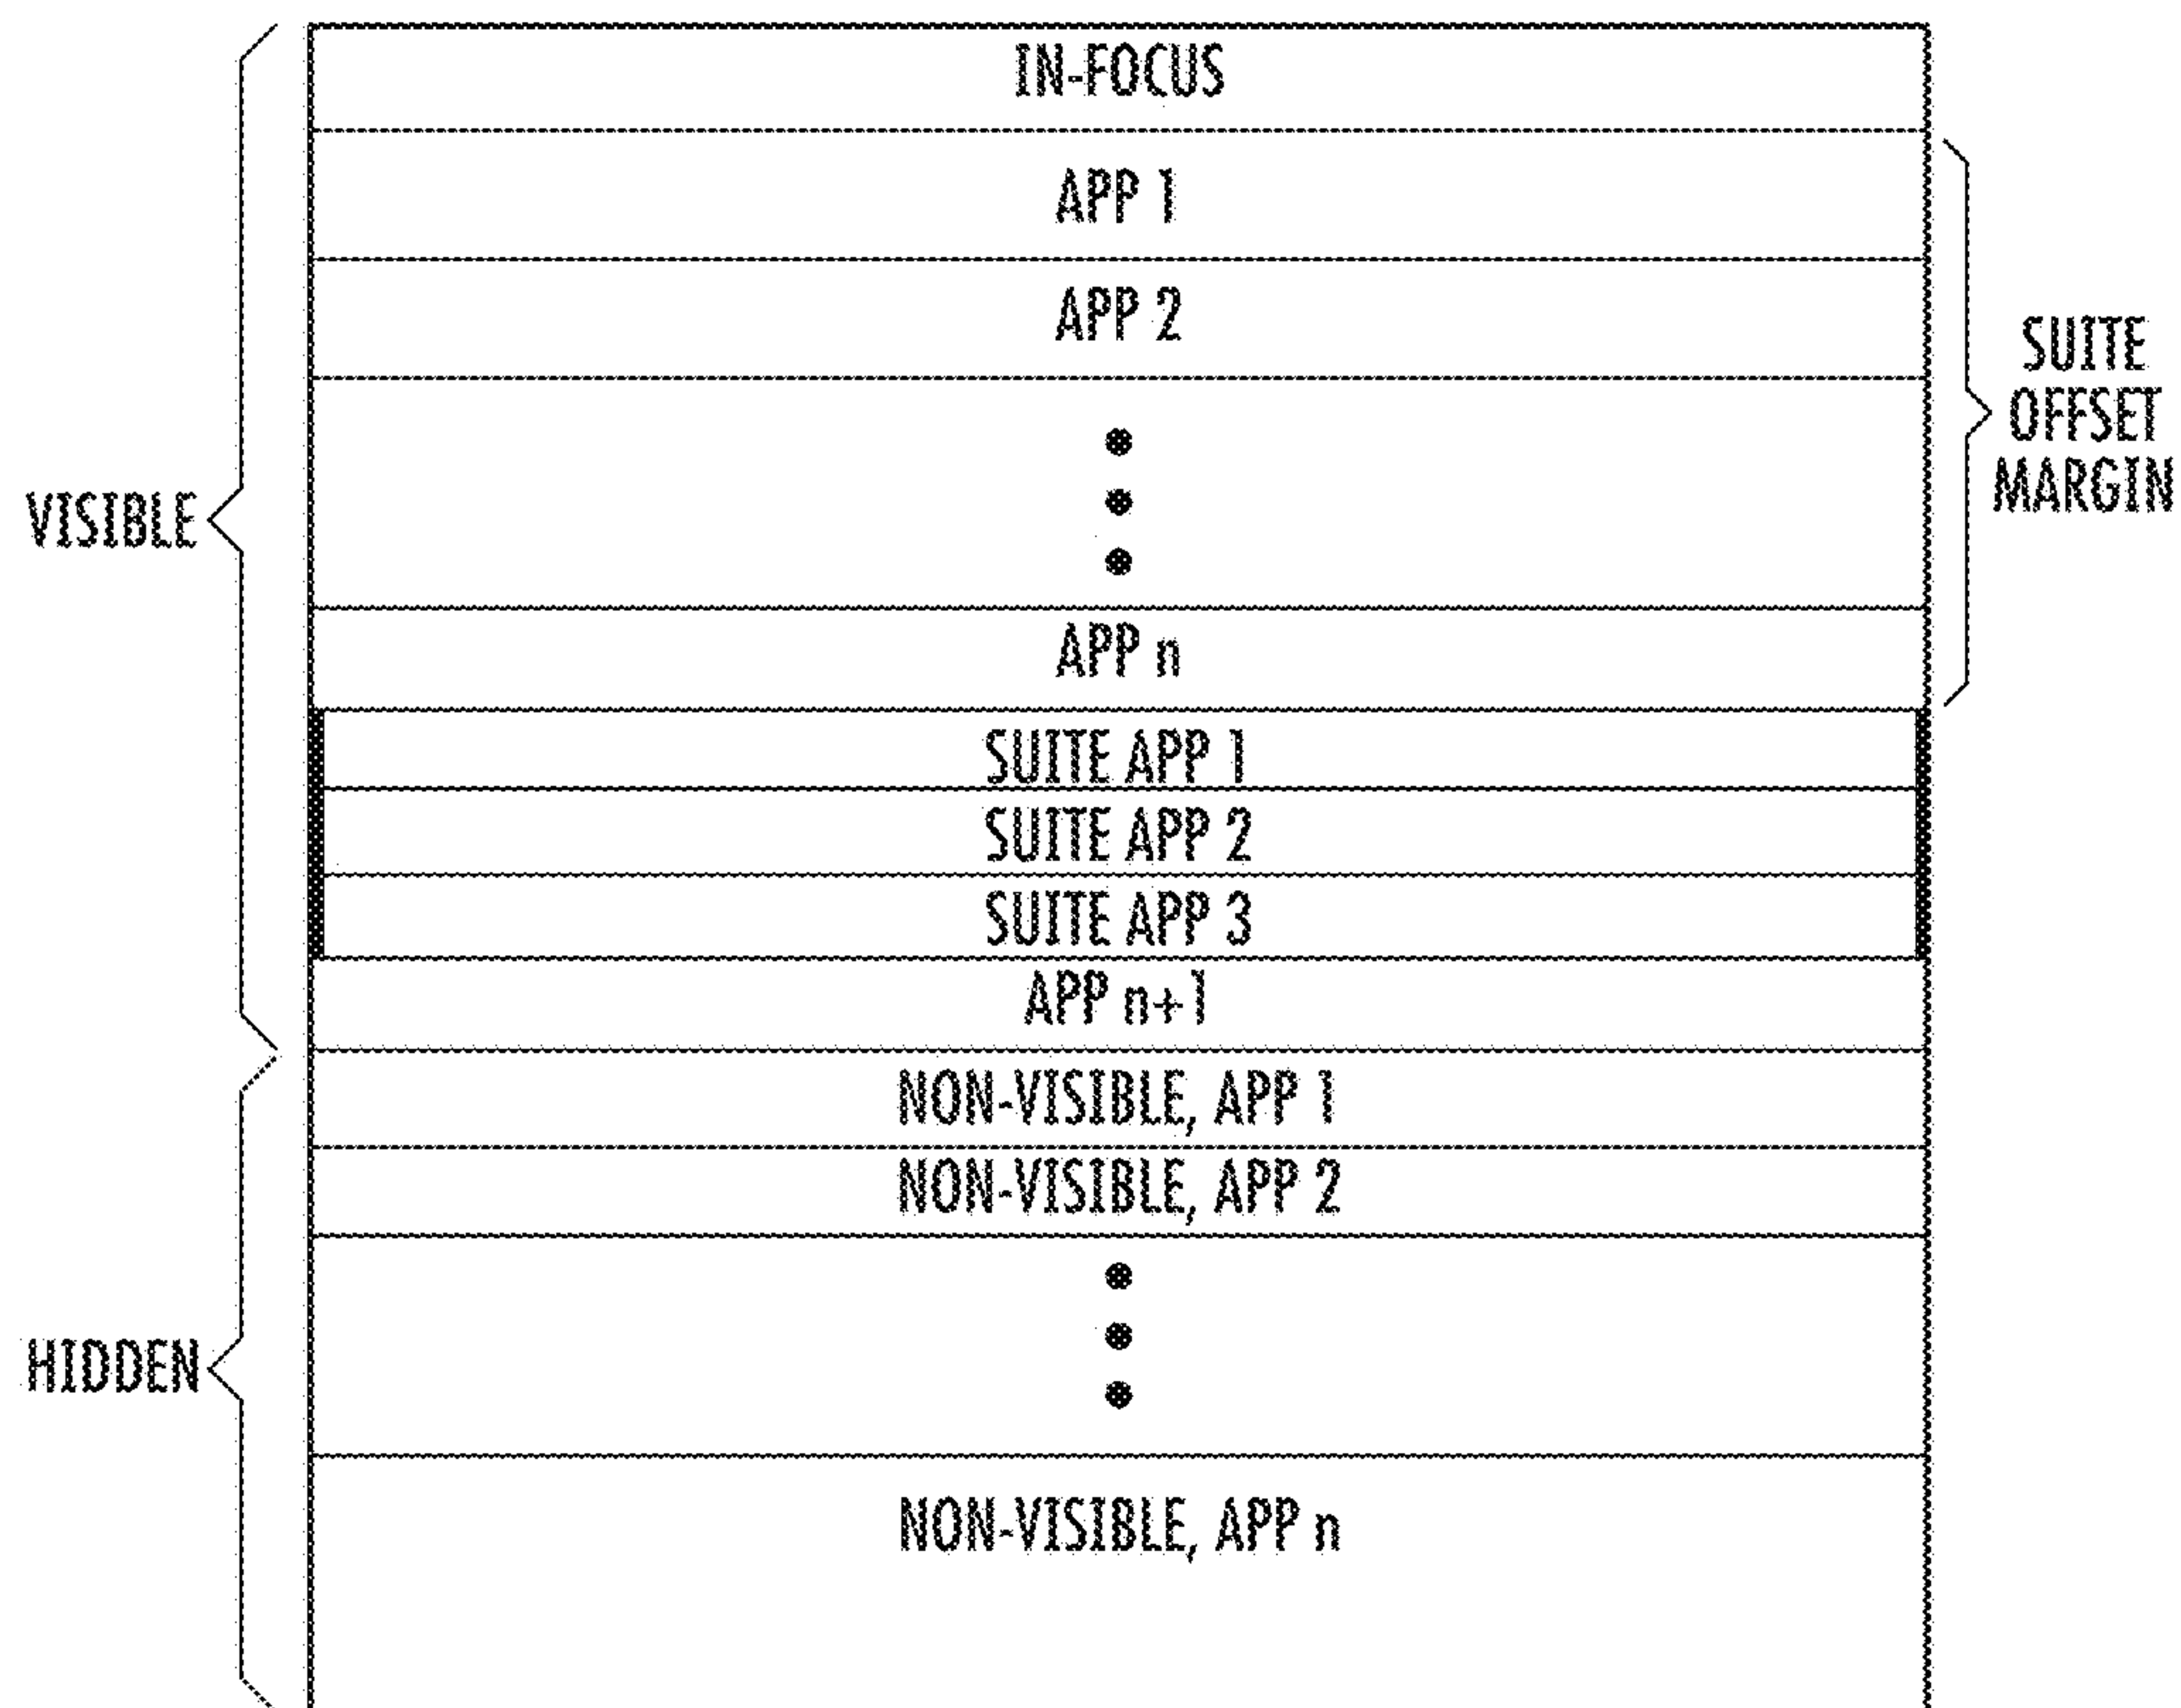 IN-FOCUS
APP 1
APP 2
APP n
SUITE APP 1
SUITE APP 2
SUITE APP 3
APP n+1
NON-VISIBLE, APP 1
NON-VISIBLE, APP 2
NON-VISIBLE, APP n
VISIBLE
HIDDEN
SUITE
OFFSET
MARGIN